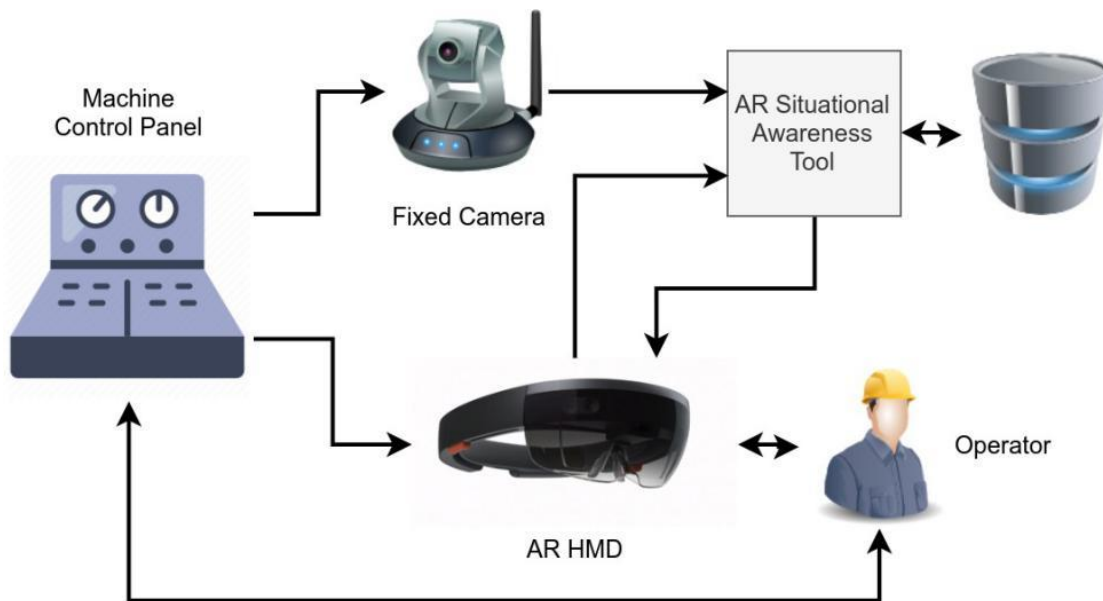 Machine
Control Panel
Fixed Camera
AR Situational
Awareness
Tool
AR HMD
Operator